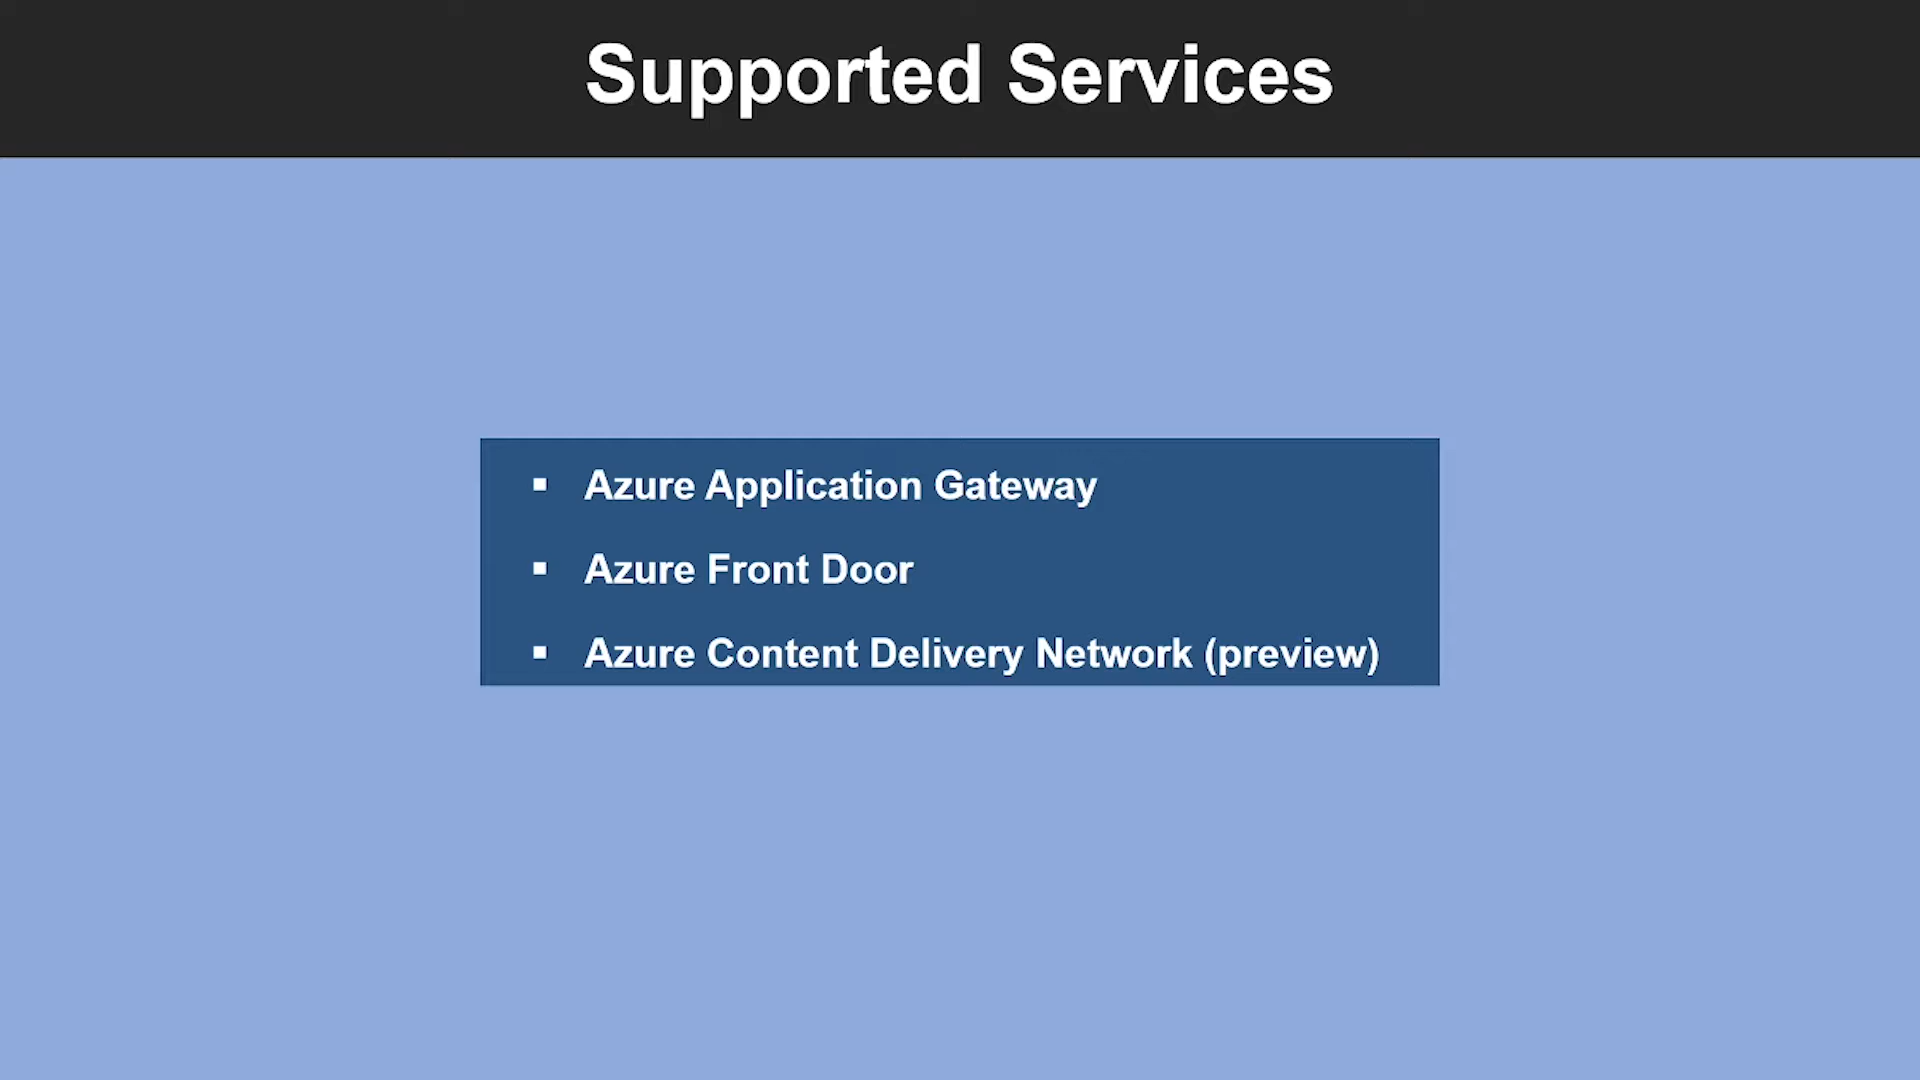 Supported Services
▪ Azure Application Gateway
▪ Azure Front Door
▪ Azure Content Delivery Network (preview)